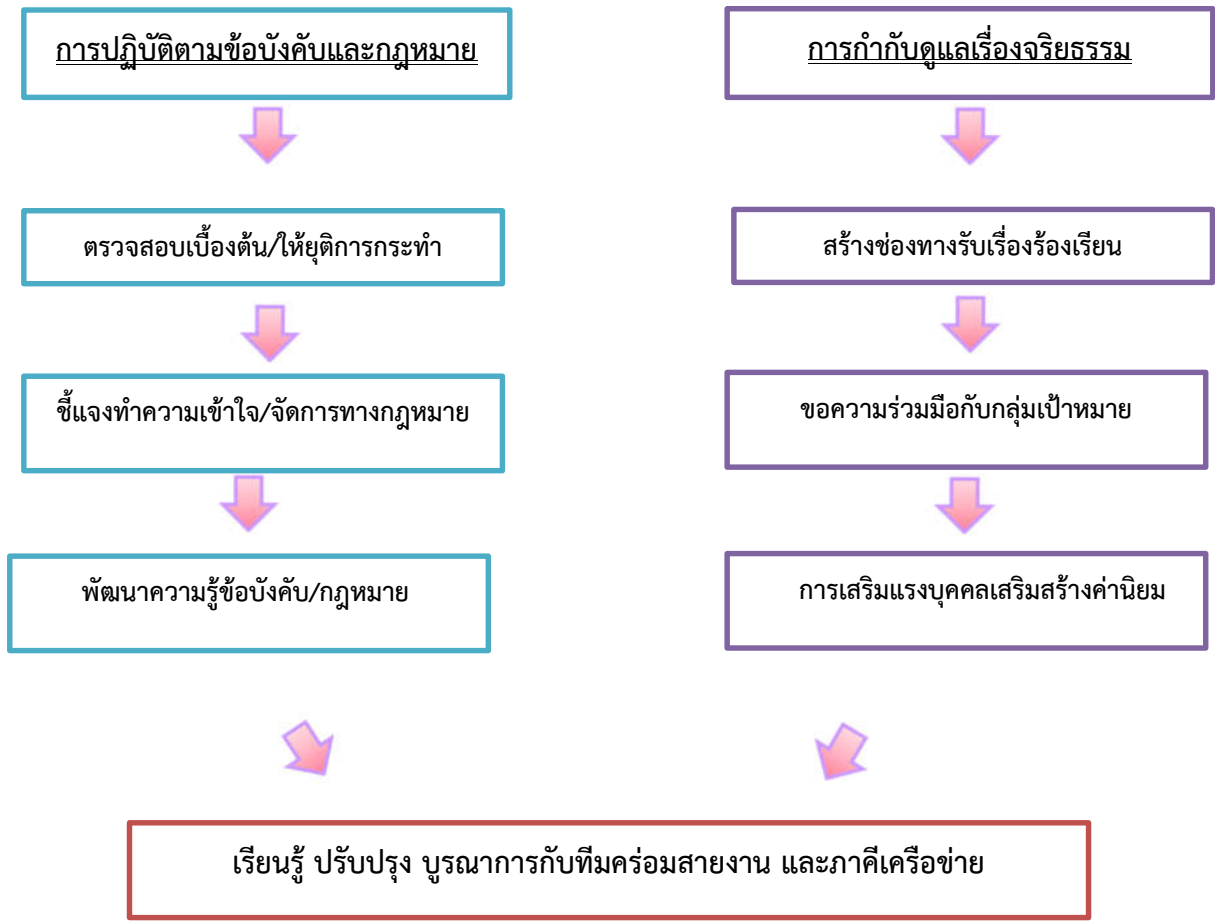 การปฏิบัติตามข้อบังคับและกฎหมาย
การกำกับดูแลเรื่องจริยธรรม
ตรวจสอบเบื้องต้น/ให้ยุติการกระทำ
สร้างช่องทางรับเรื่องร้องเรียน
ชี้แจงทำความเข้าใจ/จัดการทางกฎหมาย
ขอความร่วมมือกับกลุ่มเป้าหมาย
พัฒนาความรู้ข้อบังคับ/กฎหมาย
การเสริมแรงบุคคลเสริมสร้างค่านิยม
เรียนรู้ ปรับปรุง บูรณาการกับทีมคร่อมสายงาน และภาคีเครือข่าย